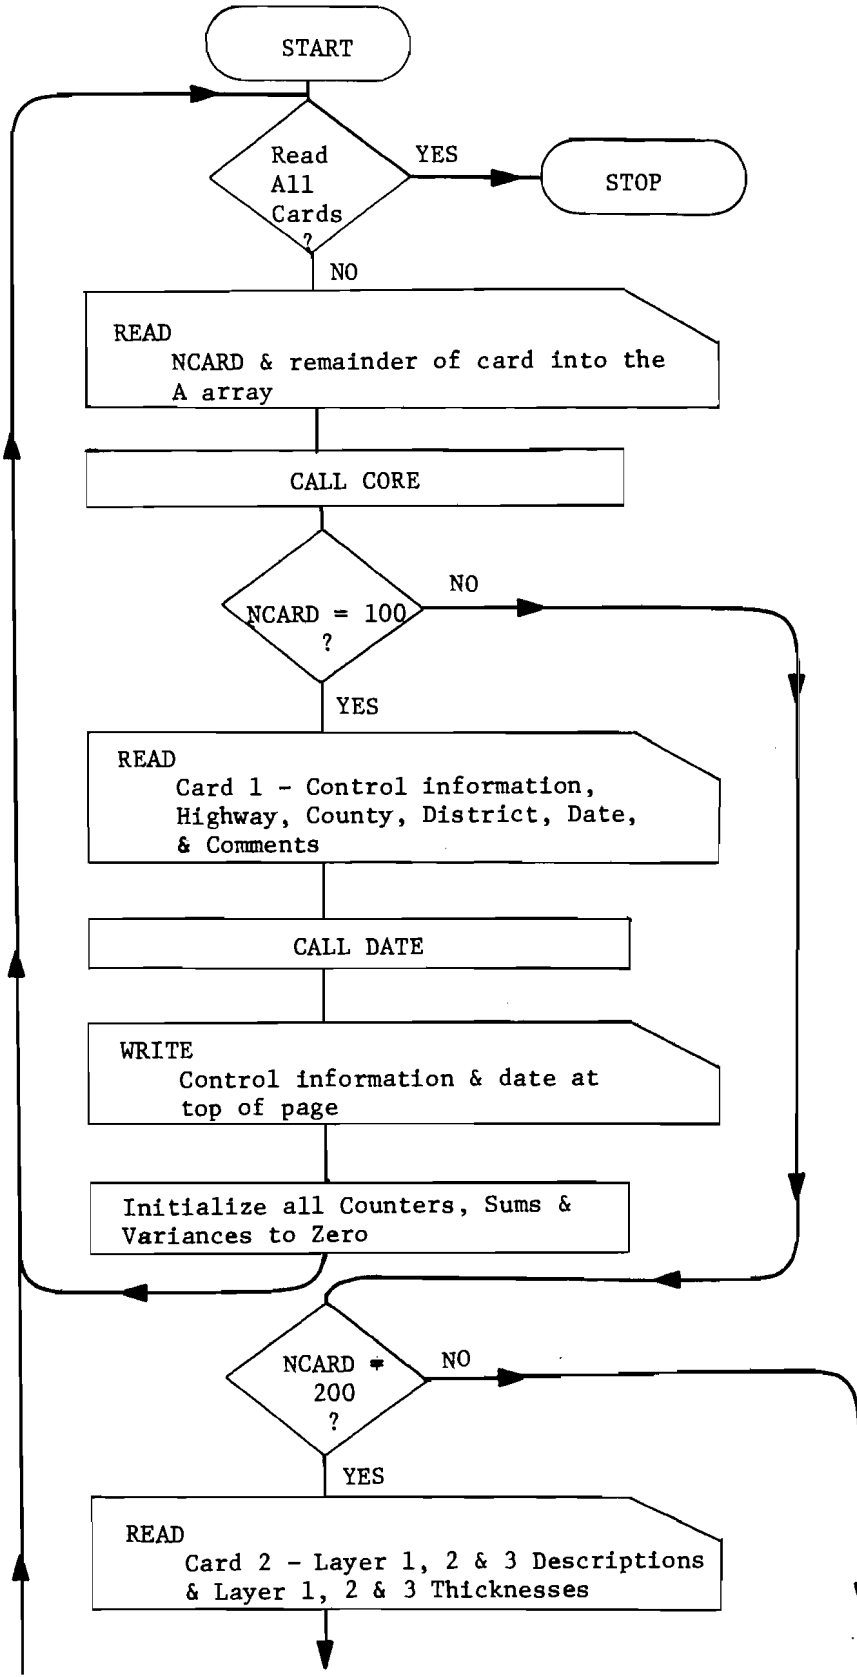 START
Read
All
Cards
?
YES
STOP
NO
READ
NCARD & remainder of card into the
A array
CALL CORE
NCARD = 100
?
NO
YES
READ
Card 1 - Control information,
Highway, County, District, Date,
& Comments
CALL DATE
WRITE
Control information & date at
top of page
Initialize all Counters, Sums &
Variances to Zero
NCARD =
200
?
NO
YES
READ
Card 2 - Layer 1, 2 & 3 Descriptions
& Layer 1, 2 & 3 Thicknesses